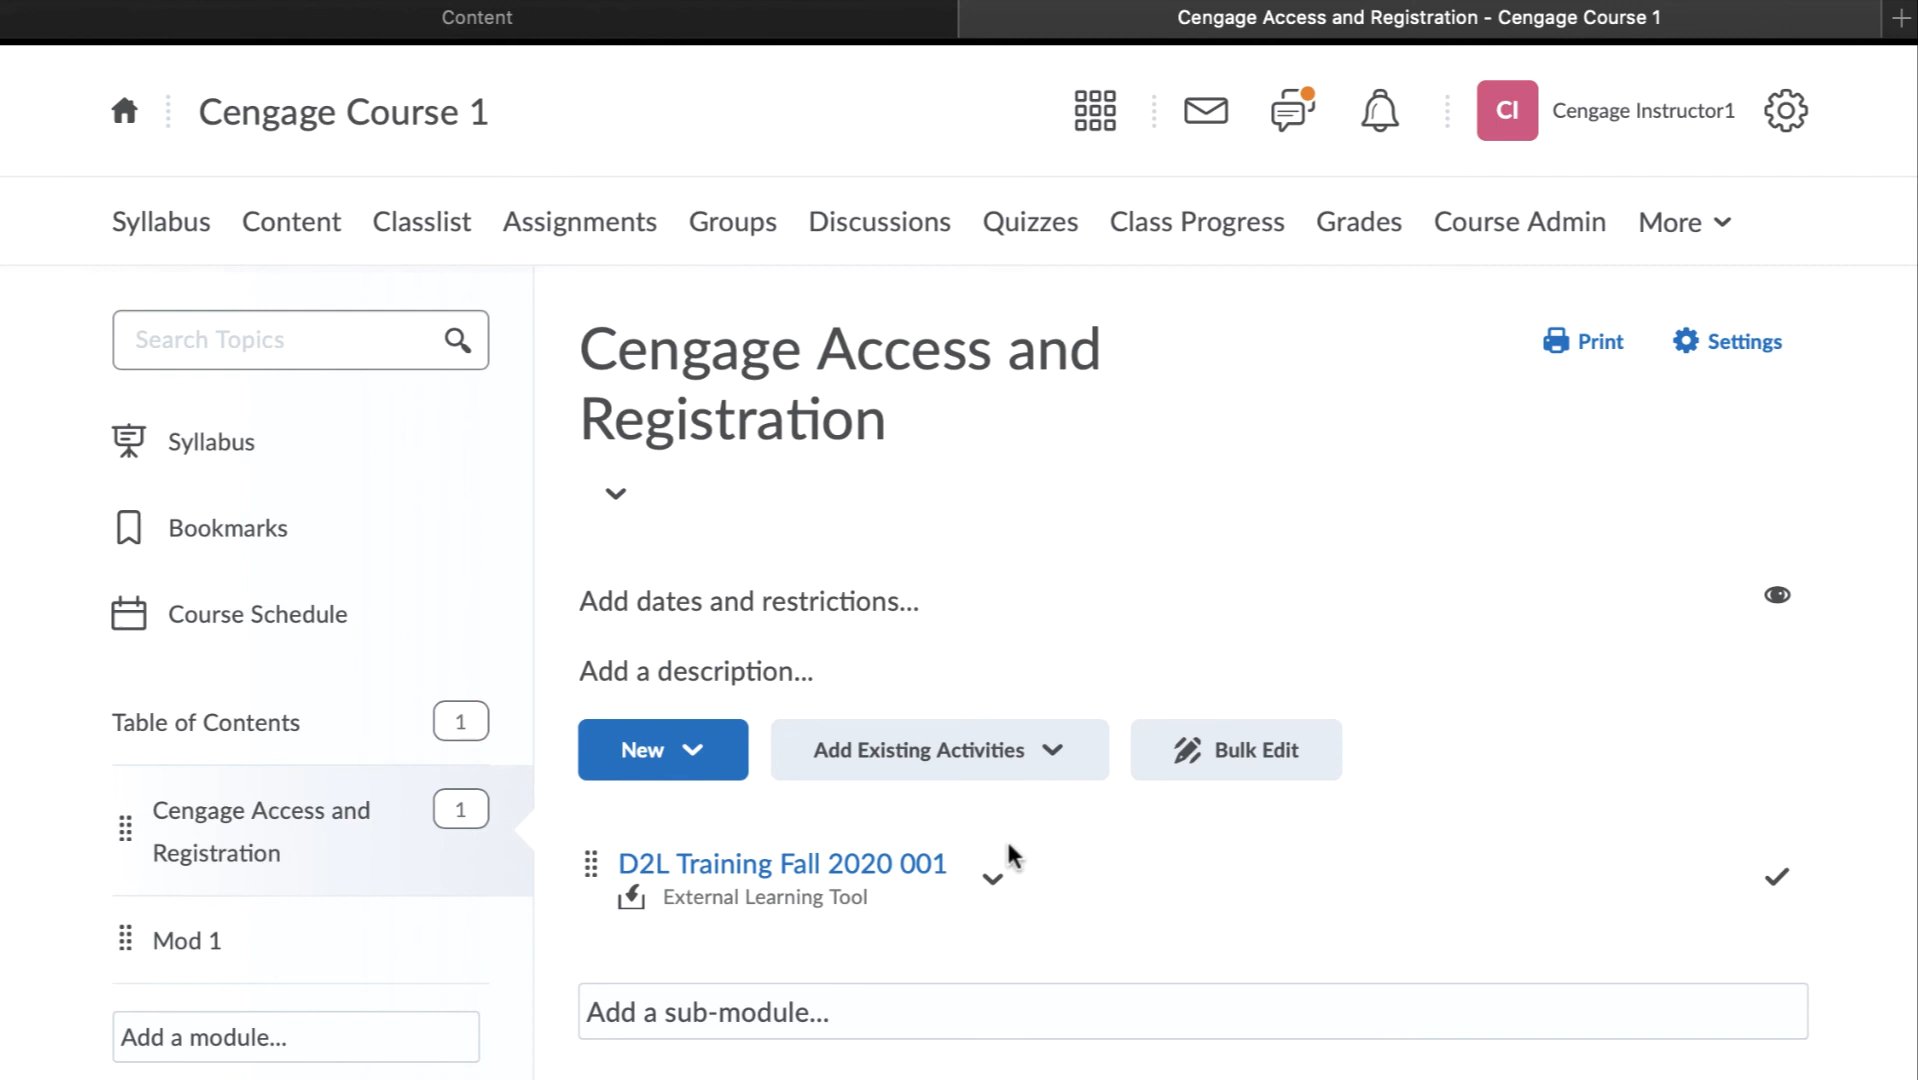 Content
Cengage Access and Registration - Cengage Course 1
Cengage Course 1
CI
Cengage Instructor1
Syllabus Content Classlist Assignments Groups Discussions Quizzes Class Progress Grades Course Admin More
Search Topics
Syllabus
Bookmarks
Course Schedule
Table of Contents 1
Cengage Access and 1
Registration
Mod 1
Add a module...
Cengage Access and
Registration
Print
Settings
Add dates and restrictions...
Add a description...
New
Add Existing Activities
Bulk Edit
D2L Training Fall 2020 001
External Learning Tool
Add a sub-module...